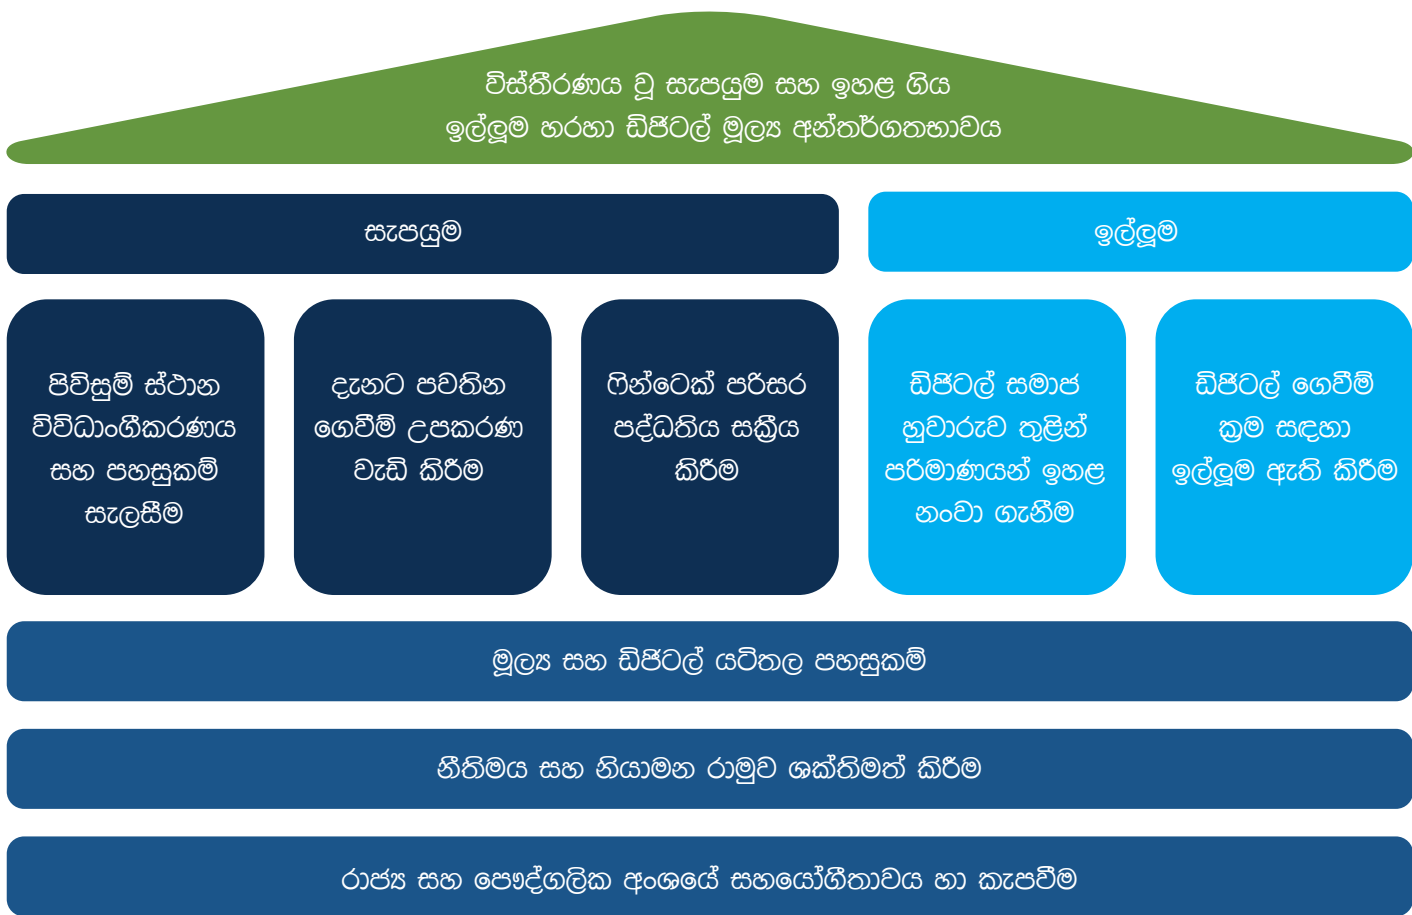 විස්තීරණය වූ සැපයුම සහ ඉහළ ගිය
ඉල්ලූම හරහා ඩිජිටල් මූල්‍ය අන්තර්ගතභාවය
සැපයුම
ඉල්ලූම
පිවිසුම් ස්ථාන
විවිධාංගීකරණය
සහ පහසුකම්
සැලසීම
දැනට පවතින
ගෙවීම් උපකරණ
වැඩි කිරීම
ෆින්ටෙක් පරිසර
පද්ධතිය සක්‍රීය
කිරීම
ඩිජිටල් සමාජ
හුවාරුව තුළින්
පරිමාණයන් ඉහළ
නංවා ගැනීම
ඩිජිටල් ගෙවීම්
ක්‍රම සඳහා
ඉල්ලූම ඇති කිරීම
මූල්‍ය සහ ඩිජිටල් යටිතල පහසුකම්
නීතිමය සහ නියාමන රාමුව ශක්තිමත් කිරීම
රාජ්‍ය සහ පෞද්ගලික අංශයේ සහයෝගීතාවය හා කැපවීම